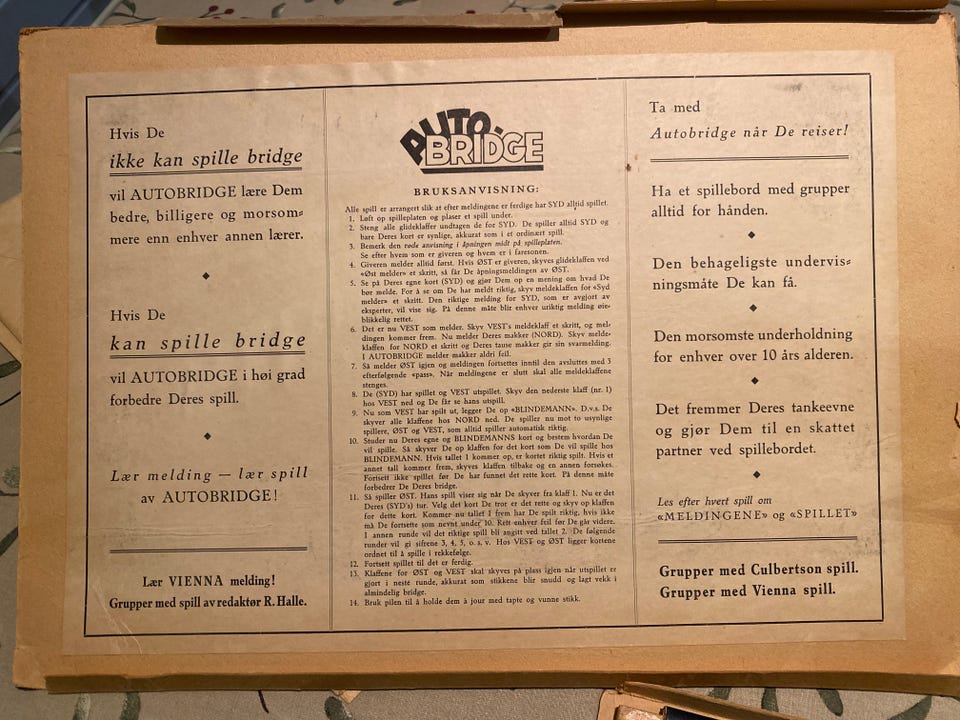 Hvis De
ikke kan spille bridge
vil AUTOBRIDGE lære Dem
bedre, billigere og morsom=
mere enn enhver annen lærer.
Hvis De
kan spille bridge
vil AUTOBRIDGE i høi grad
forbedre Deres spill.
Lær melding — lær spill
av AUTOBRIDGE!
Lær VIENNA melding!
Grupper med spill av redaktør R. Halle.
AUTO-
BRIDGE
BRUKSANVISNING:
Alle spill er arrangert slik at efter meldingene er ferdige har SYD alltid spillet.
1. Løft op spilleplaten og plaser et spill under.
2. Steng alle glideklaffer undtagen de for SYD. De spiller alltid SYD og
bare Deres kort er synlige, akkurat som i et ordinært spill.
3. Bemerk den røde anvisning i åpningen midt på spilleplaten.
Se efter hvem som er giveren og hvem er i faresonen.
4. Giveren melder alltid først. Hvis ØST er giveren, skyves glideklaffen ved
«Øst melder» et skritt, så får De åpningsmeldingen av ØST.
5. Se på Deres egne kort (SYD) og gjør Dem op en mening om hvad De
bør melde. For å se om De har meldt riktig, skyv meldeklaffen for «Syd
melder» et skritt. Den riktige melding for SYD, som er avgjort av
eksperter, vil vise sig. På denne måte blir enhver uriktig melding øie-
blikkelig rettet.
6. Det er nu VEST som melder. Skyv VEST's meldeklaff et skritt, og mel-
dingen er kommet frem. Nu melder Deres makker (NORD). Skyv melde-
klaffen for NORD et skritt og Deres tause makker gir sin svarmelding.
I AUTOBRIDGE melder makker aldri feil.
7. Så melder ØST igjen og meldingen fortsettes inntil den avsluttes med 3
efterfølgende «pass». Når meldingene er slutt skal alle meldeklaffene
stenges.
8. De (SYD) har spillet og VEST utspillet. Skyv den nederste klaff (nr. 1)
hos VEST ned og De får se hans utspill.
9. Nu som VEST har spilt ut, legger De op «BLINDEMANN». D.v.s. De
skyver alle klaffene hos NORD ned. De spiller nu mot to usynlige
spillere, ØST og VEST, som alltid spiller automatisk riktig.
10. Studer nu Deres egne og BLINDEMANNS kort og bestem hvordan De
vil spille. Så skyver De op klaffen for det kort som De vil spille hos
BLINDEMANN. Hvis tallet 1 kommer op, er kortet riktig spilt. Hvis et
annet tall kommer frem, skyves klaffen tilbake og en annen forsøkes.
Fortsett ikke spillet før De har funnet det rette kort. På denne måte
forbedrer De Deres bridge.
11. Så spiller ØST. Hans spill viser sig når De skyver fra klaff 1. Nu er det
Deres (SYD's) tur. Velg det kort De tror er det rette og skyv op klaffen
for dette kort. Kommer nu tallet 1 frem har De spilt riktig, hvis ikke
må De fortsette som nevnt under 10. Rett enhver feil før De går videre.
I annen runde vil det riktige spill bli angitt ved tallet 2. De følgende
runder vil gi sifrene 3, 4, 5, o. s. v. Hos VEST og ØST ligger kortene
ordnet til å spille i rekkefølge.
12. Fortsett spillet til det er ferdig.
13. Klaffene for ØST og VEST skal skyves på plass igjen når utspillet er
gjort i neste runde, akkurat som stikkene blir snudd og lagt vekk i
almindelig bridge.
14. Bruk pilen til å holde dem à jour med tapte og vunne stikk.
Ta med
Autobridge når De reiser!
Ha et spillebord med grupper
alltid for hånden.
Den behageligste undervis=
ningsmåte De kan få.
Den morsomste underholdning
for enhver over 10 års alderen.
Det fremmer Deres tankeevne
og gjør Dem til en skattet
partner ved spillebordet.
Les efter hvert spill om
«MELDINGENE» og «SPILLET»
Grupper med Culbertson spill.
Grupper med Vienna spill.